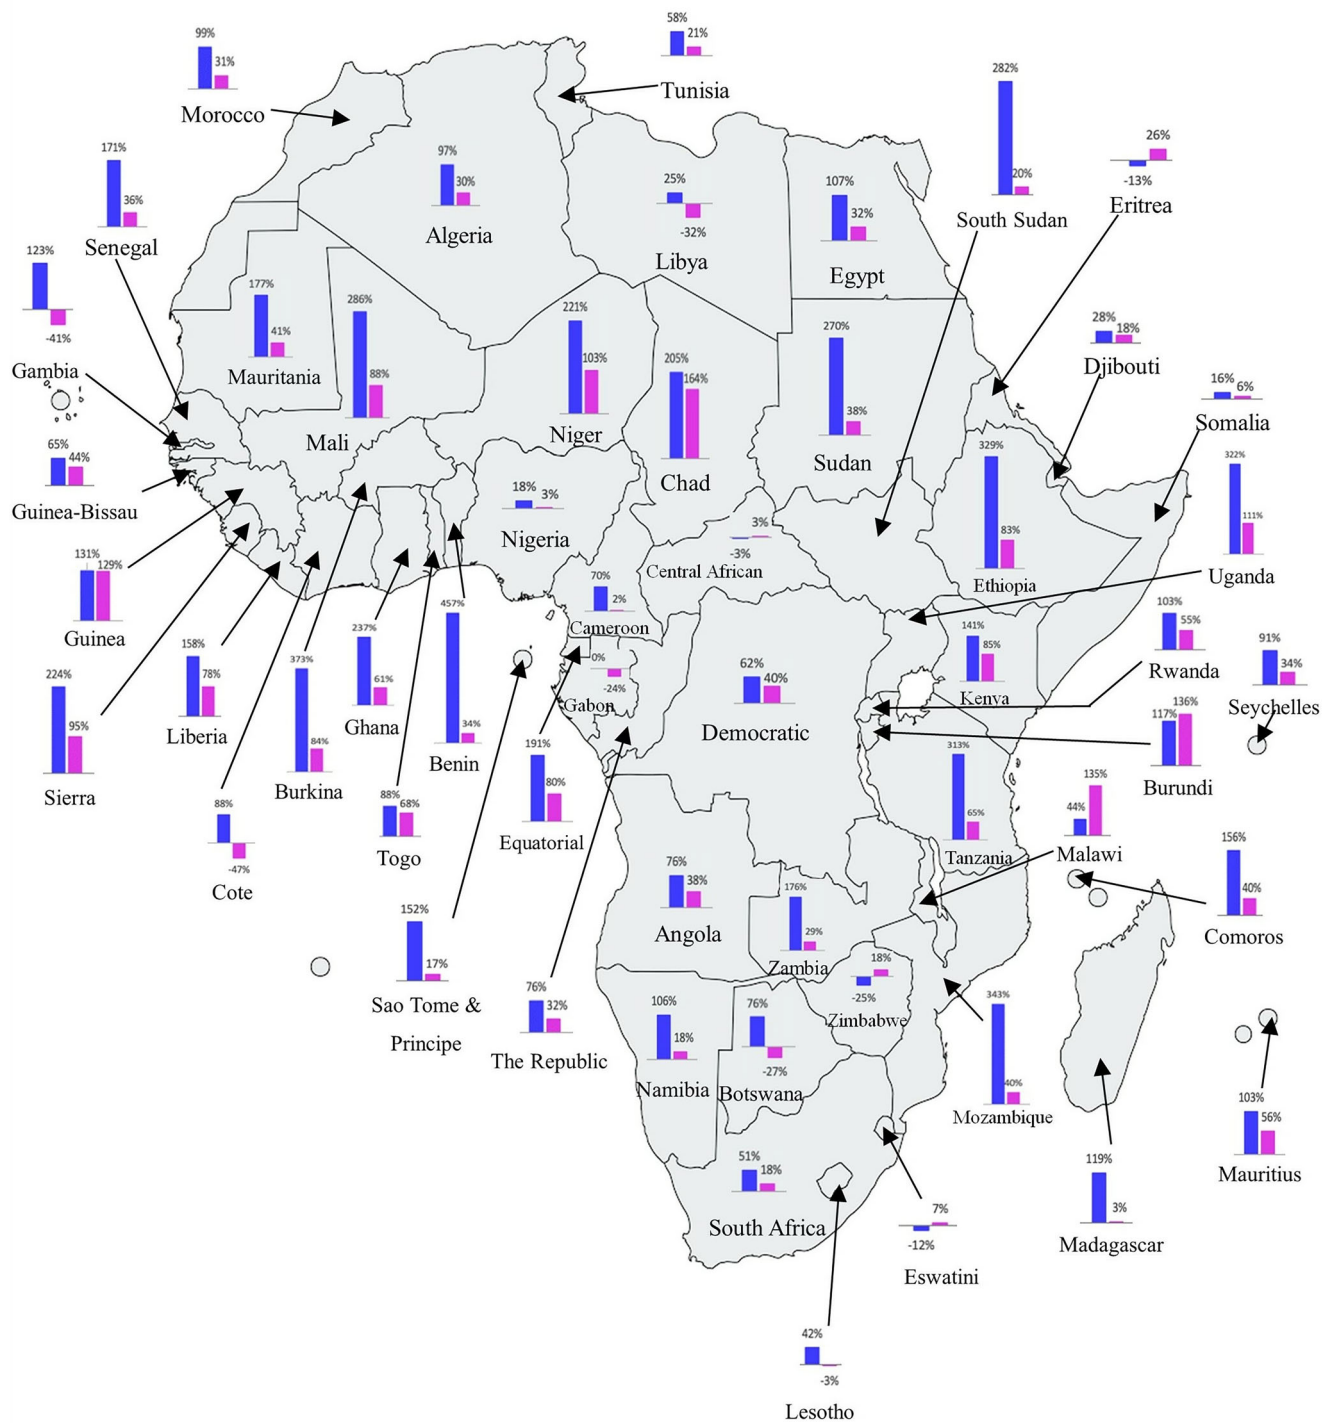 58%
21%
Tunisia
99%
31%
Morocco
282%
20%
South Sudan
26%
-13%
Eritrea
171%
36%
Senegal
97%
30%
Algeria
25%
-32%
Libya
107%
32%
Egypt
123%
-41%
Gambia
177%
41%
Mauritania
286%
88%
Mali
221%
103%
Niger
205%
164%
Chad
270%
38%
Sudan
28%
18%
Djibouti
16%
6%
Somalia
65%
44%
Guinea-Bissau
18%
3%
Nigeria
3%
-3%
Central African
329%
83%
Ethiopia
322%
111%
Uganda
131%
129%
Guinea
70%
2%
Cameroon
141%
85%
Kenya
103%
55%
Rwanda
91%
34%
Seychelles
224%
95%
Sierra
158%
78%
Liberia
373%
84%
Burkina
237%
61%
Ghana
457%
34%
Benin
0%
-24%
Gabon
62%
40%
Democratic
117%
136%
Burundi
88%
-47%
Cote
88%
68%
Togo
191%
80%
Equatorial
313%
65%
Tanzania
44%
135%
Malawi
156%
40%
Comoros
152%
17%
Sao Tome &
Principe
76%
32%
The Republic
76%
38%
Angola
176%
29%
Zambia
18%
-25%
Zimbabwe
343%
40%
Mozambique
106%
18%
Namibia
76%
-27%
Botswana
103%
56%
Mauritius
119%
3%
Madagascar
51%
18%
South Africa
7%
-12%
Eswatini
42%
-3%
Lesotho